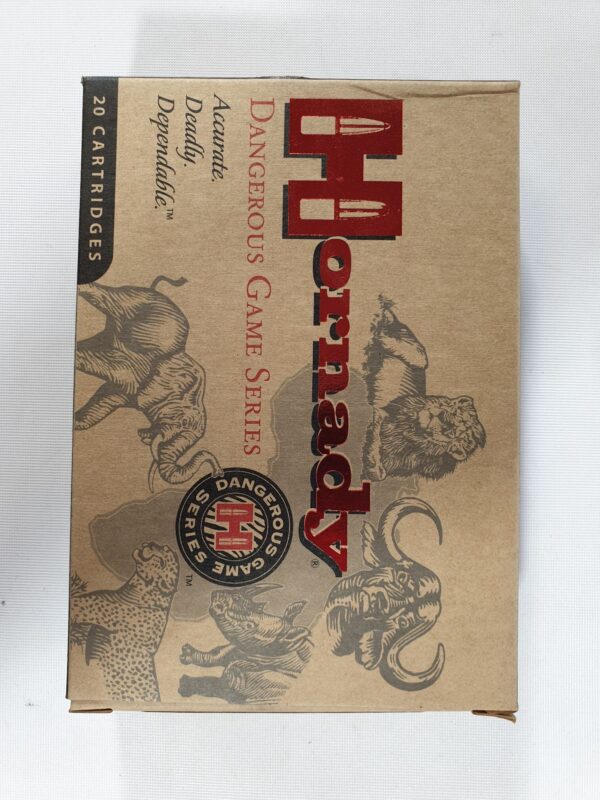 Hornady®
DANGEROUS GAME SERIES
Accurate.
Deadly.
Dependable.™
20 CARTRIDGES
DANGEROUS GAME
H
SERIES
TM